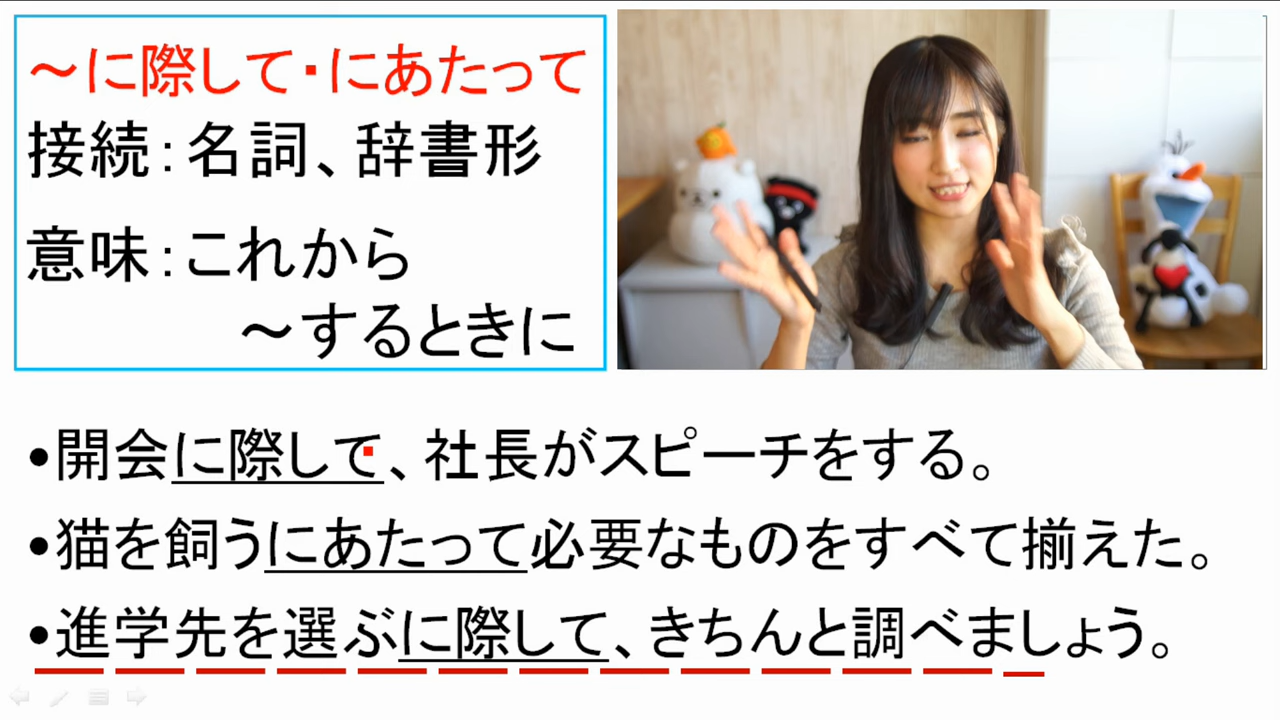 ～に際して・にあたって
接続：名詞、辞書形
意味：これから
～するときに
•開会に際して、社長がスピーチをする。
•猫を飼うにあたって必要なものをすべて揃えた。
•進学先を選ぶに際して、きちんと調べましょう。